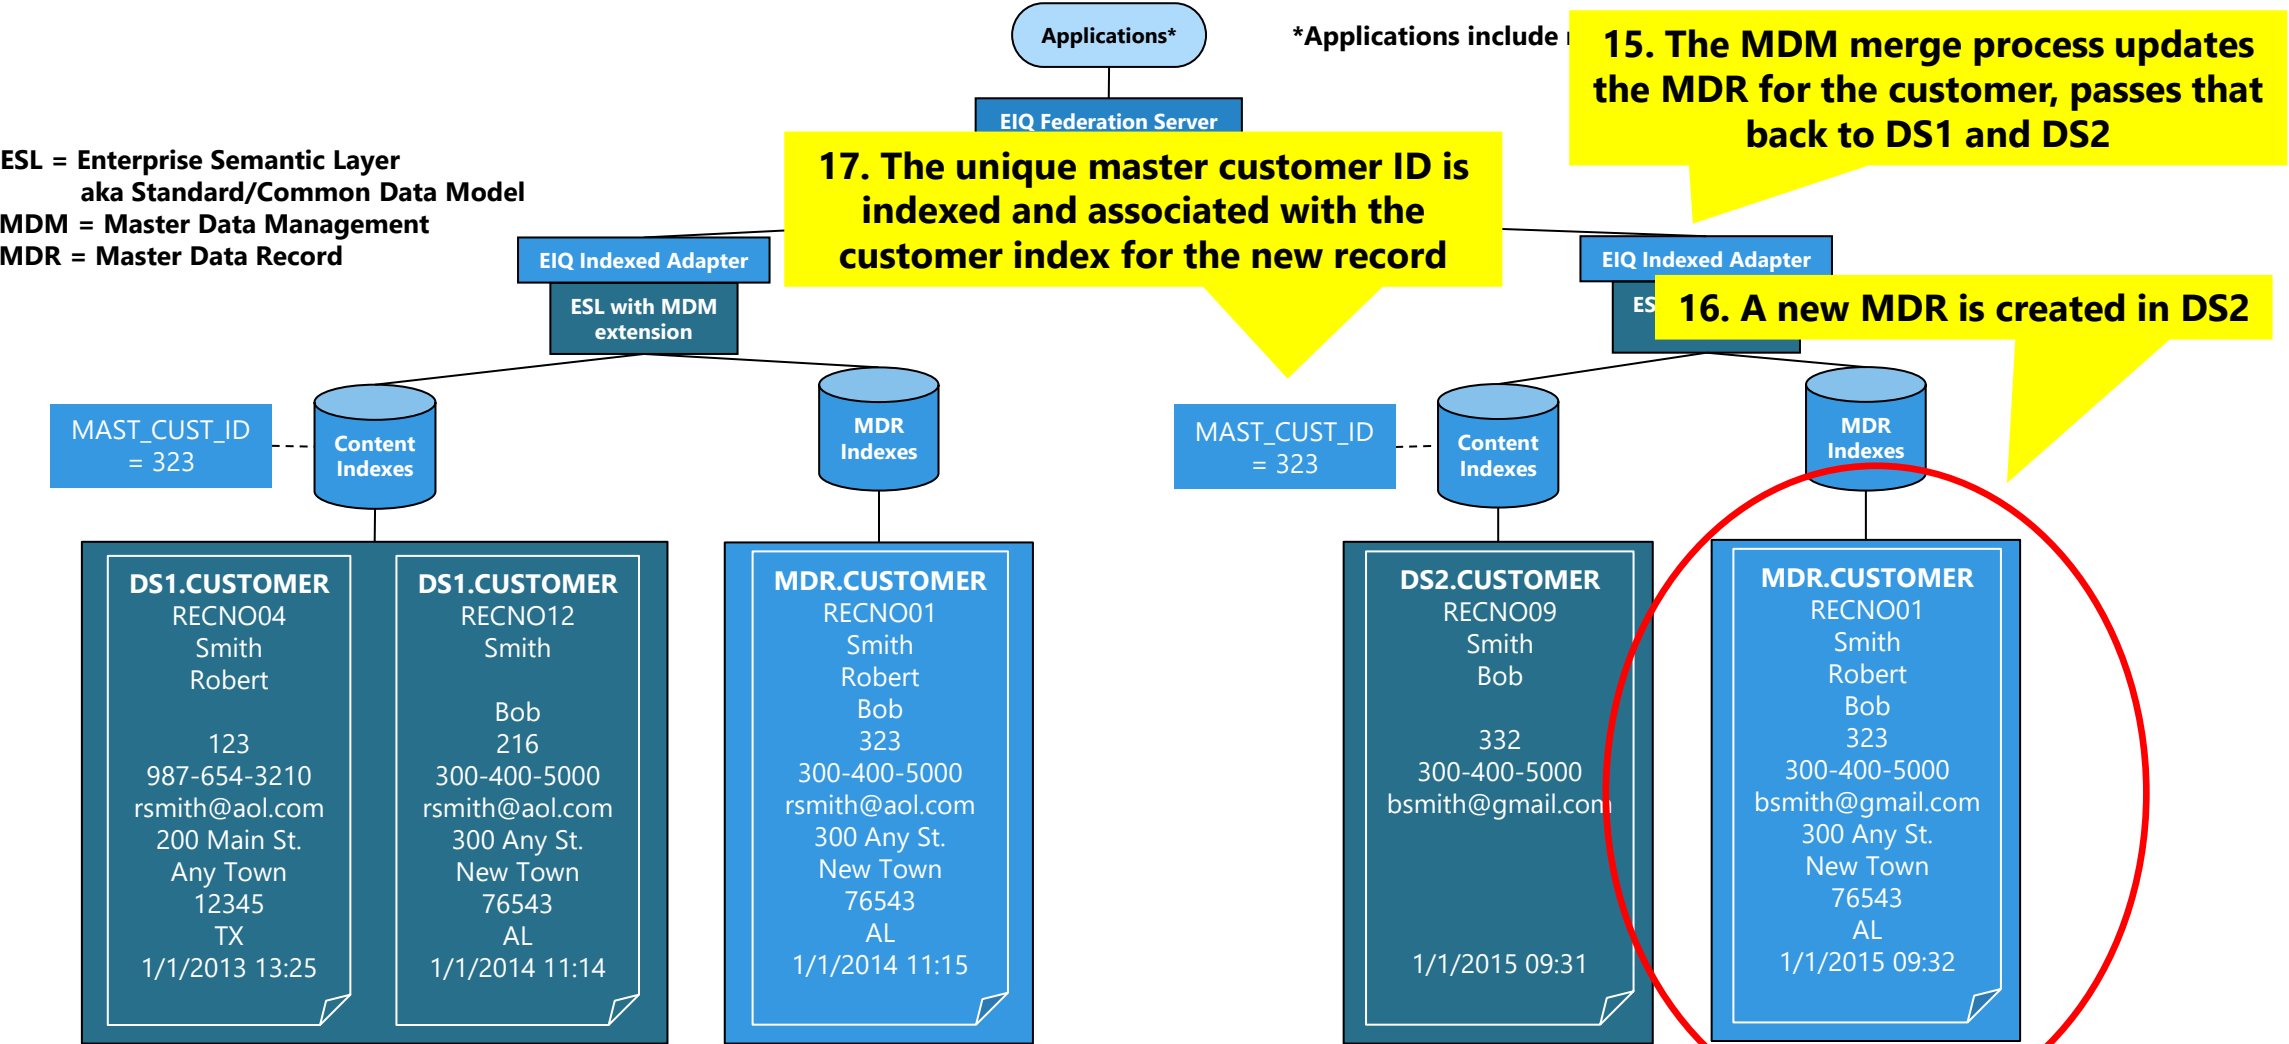 Applications*
*Applications include
15. The MDM merge process updates
the MDR for the customer, passes that
back to DS1 and DS2
EIQ Federation Server
ESL = Enterprise Semantic Layer
aka Standard/Common Data Model
MDM = Master Data Management
MDR = Master Data Record
17. The unique master customer ID is
indexed and associated with the
customer index for the new record
EIQ Indexed Adapter
ESL with MDM
extension
EIQ Indexed Adapter
16. A new MDR is created in DS2
MAST_CUST_ID
= 323
Content
Indexes
MDR
Indexes
MAST_CUST_ID
= 323
Content
Indexes
MDR
Indexes
DS1.CUSTOMER
RECNO04
Smith
Robert
123
987-654-3210
rsmith@aol.com
200 Main St.
Any Town
12345
TX
1/1/2013 13:25
DS1.CUSTOMER
RECNO12
Smith
Bob
216
300-400-5000
rsmith@aol.com
300 Any St.
New Town
76543
AL
1/1/2014 11:14
MDR.CUSTOMER
RECNO01
Smith
Robert
Bob
323
300-400-5000
rsmith@aol.com
300 Any St.
New Town
76543
AL
1/1/2014 11:15
DS2.CUSTOMER
RECNO09
Smith
Bob
332
300-400-5000
bsmith@gmail.com
1/1/2015 09:31
MDR.CUSTOMER
RECNO01
Smith
Robert
Bob
323
300-400-5000
bsmith@gmail.com
300 Any St.
New Town
76543
AL
1/1/2015 09:32